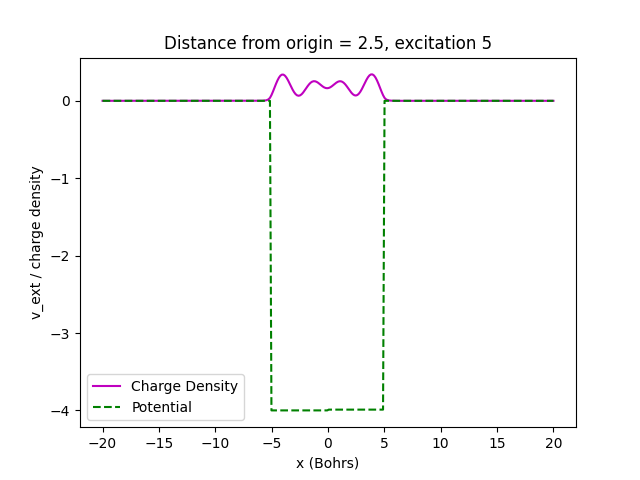 Distance from origin = 2.5, excitation 5
v_ext / charge density
0
−1
−2
−3
−4
Charge Density
Potential
−20 −15 −10 −5 0 5 10 15 20
x (Bohrs)